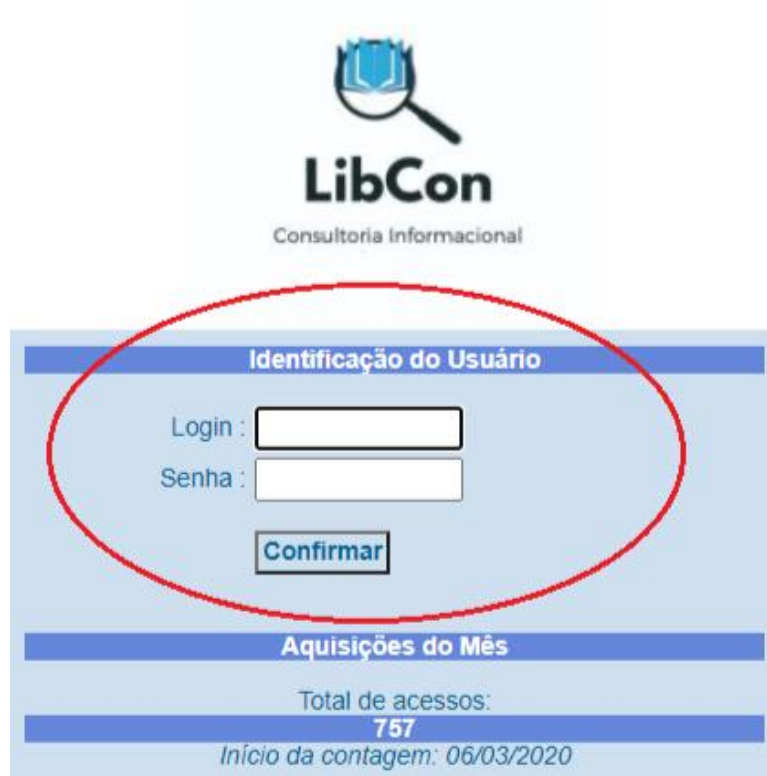 LibCon
Consultoria Informacional
Identificação do Usuário
Login :
Senha :
Confirmar
Aquisições do Mês
Total de acessos:
757
Início da contagem: 06/03/2020